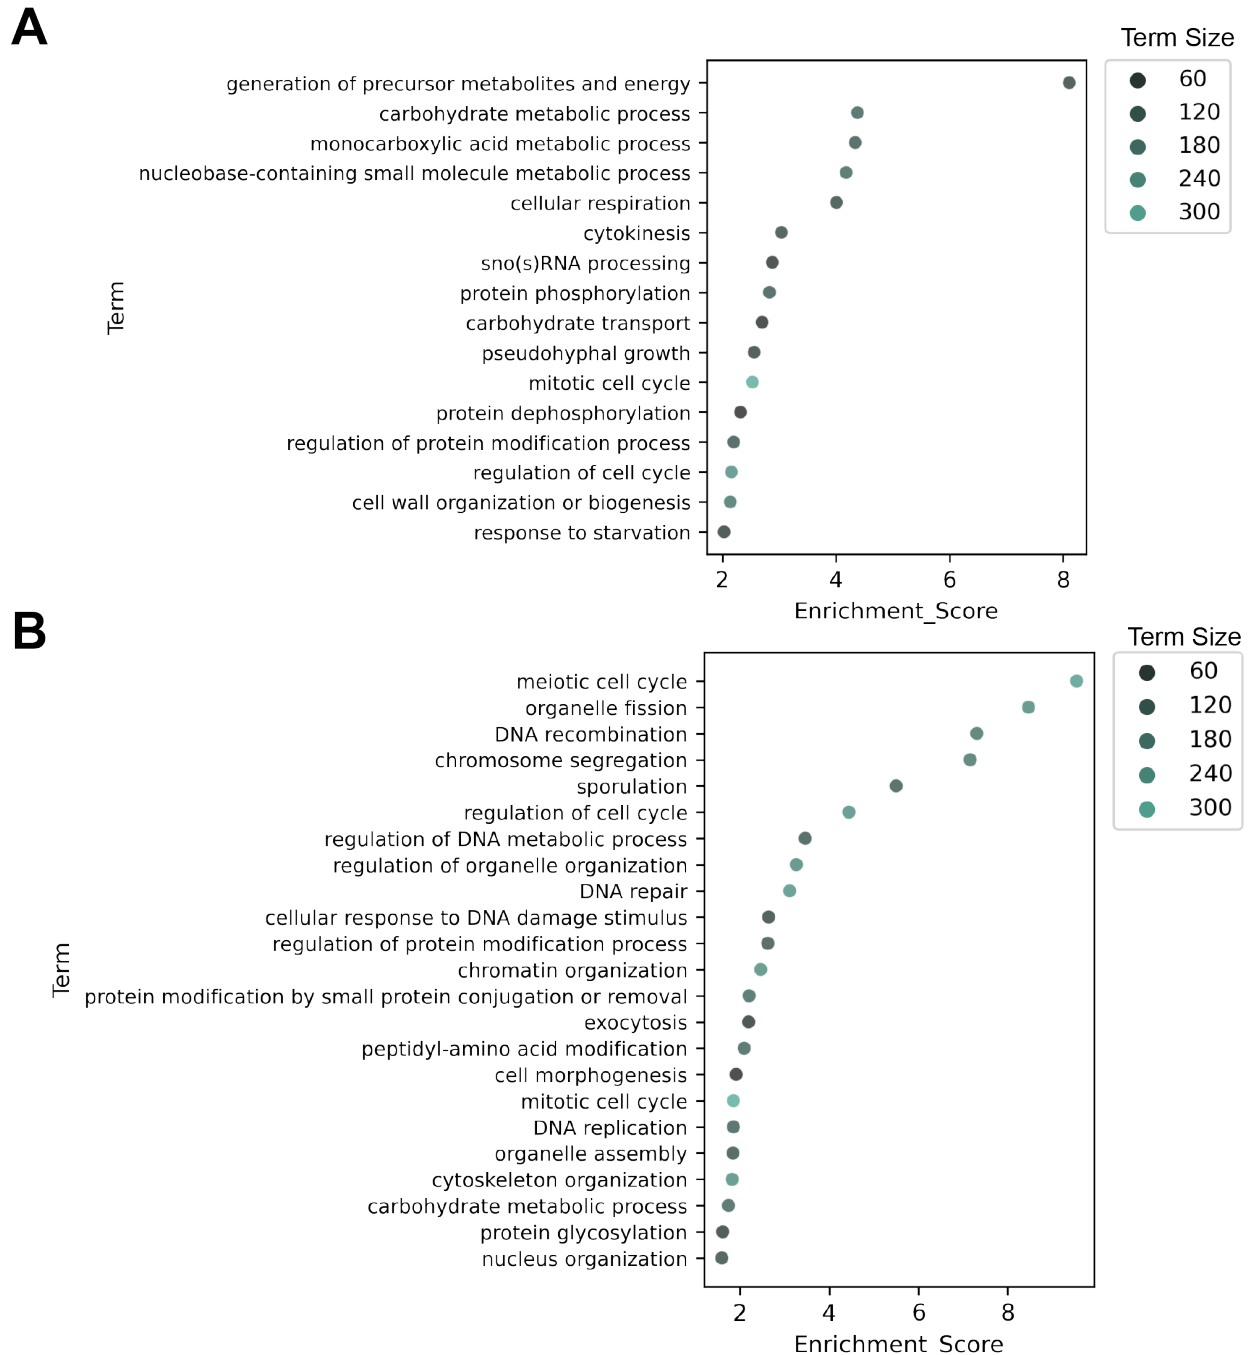 A
Term Size
60
120
180
240
300
generation of precursor metabolites and energy
carbohydrate metabolic process
monocarboxylic acid metabolic process
nucleobase-containing small molecule metabolic process
cellular respiration
cytokinesis
sno(s)RNA processing
protein phosphorylation
carbohydrate transport
pseudohyphal growth
mitotic cell cycle
protein dephosphorylation
regulation of protein modification process
regulation of cell cycle
cell wall organization or biogenesis
response to starvation
Term
2 4 6 8
Enrichment_Score
B
Term Size
60
120
180
240
300
meiotic cell cycle
organelle fission
DNA recombination
chromosome segregation
sporulation
regulation of cell cycle
regulation of DNA metabolic process
regulation of organelle organization
DNA repair
cellular response to DNA damage stimulus
regulation of protein modification process
chromatin organization
protein modification by small protein conjugation or removal
exocytosis
peptidyl-amino acid modification
cell morphogenesis
mitotic cell cycle
DNA replication
organelle assembly
cytoskeleton organization
carbohydrate metabolic process
protein glycosylation
nucleus organization
Term
2 4 6 8
Enrichment_Score